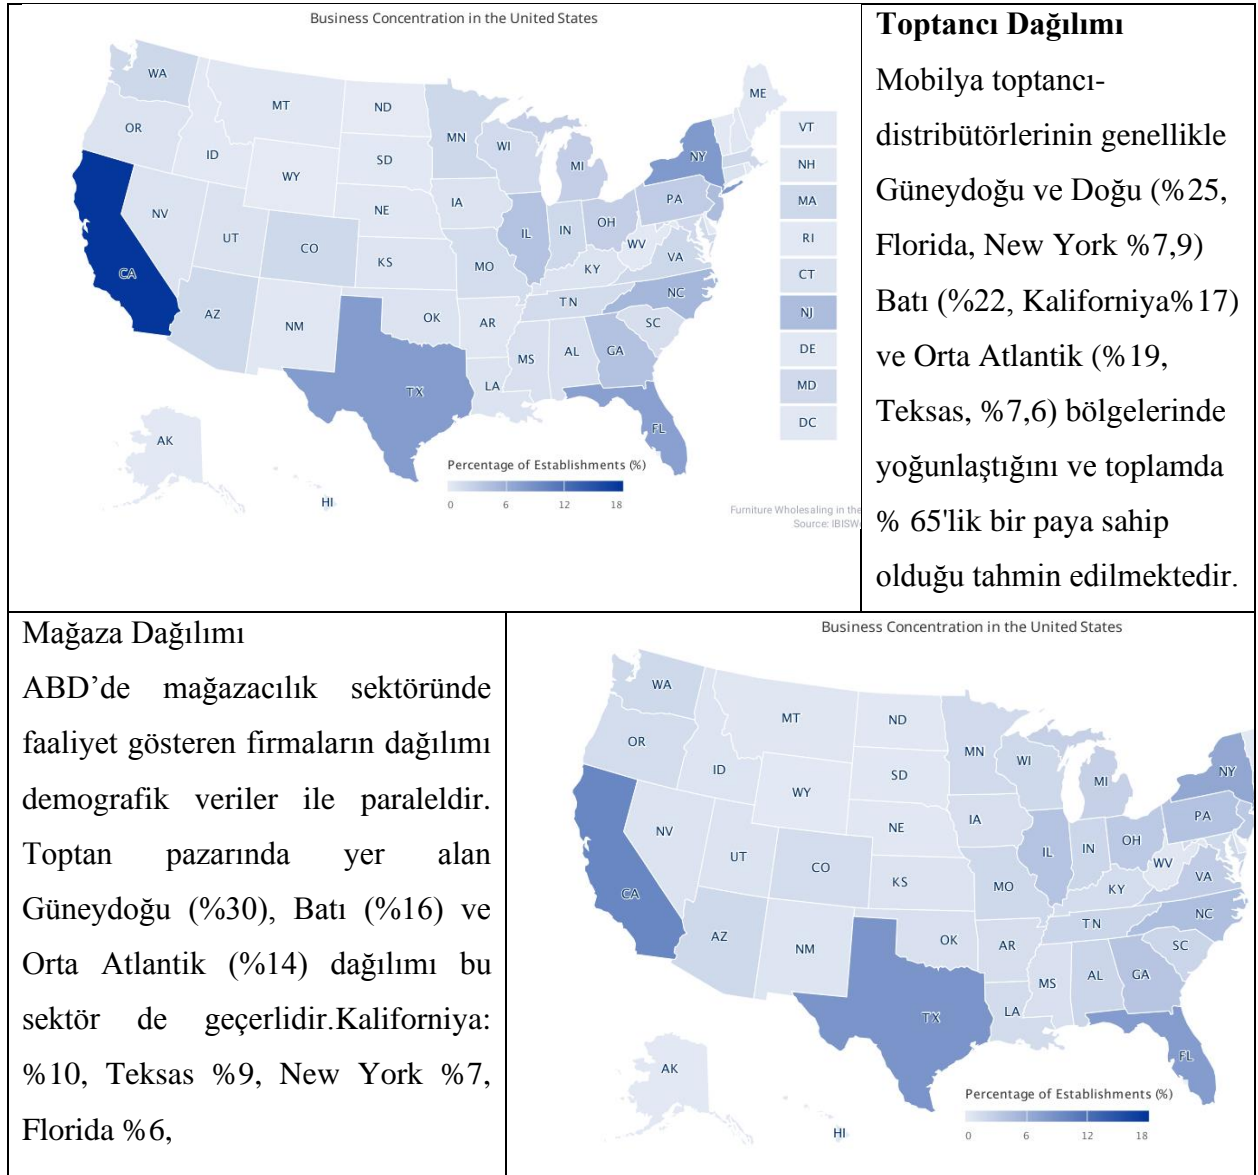 Business Concentration in the United States
WA
OR
CA
NV
ID
MT
WY
UT
AZ
CO
NM
ND
SD
NE
KS
OK
TX
MN
IA
MO
AR
LA
WI
IL
MI
IN
OH
KY
TN
MS
AL
GA
FL
SC
NC
VA
WV
PA
NY
ME
AK
HI
VT
NH
MA
RI
CT
NJ
DE
MD
DC
Percentage of Establishments (%)
0 6 12 18
Furniture Wholesaling in the
Source: IBISW
Toptancı Dağılımı
Mobilya toptancı-
distribütörlerinin genellikle
Güneydoğu ve Doğu (%25,
Florida, New York %7,9)
Batı (%22, Kaliforniya%17)
ve Orta Atlantik (%19,
Teksas, %7,6) bölgelerinde
yoğunlaştığını ve toplamda
% 65'lik bir paya sahip
olduğu tahmin edilmektedir.
Mağaza Dağılımı
ABD’de mağazacılık sektöründe
faaliyet gösteren firmaların dağılımı
demografik veriler ile paraleldir.
Toptan pazarında yer alan
Güneydoğu (%30), Batı (%16) ve
Orta Atlantik (%14) dağılımı bu
sektör de geçerlidir.Kaliforniya:
%10, Teksas %9, New York %7,
Florida %6,
Business Concentration in the United States
WA
OR
CA
NV
ID
MT
WY
UT
AZ
CO
NM
ND
SD
NE
KS
OK
TX
MN
IA
MO
AR
LA
WI
IL
MI
IN
OH
KY
TN
MS
AL
GA
FL
SC
NC
VA
WV
PA
NY
AK
HI
Percentage of Establishments (%)
0 6 12 18